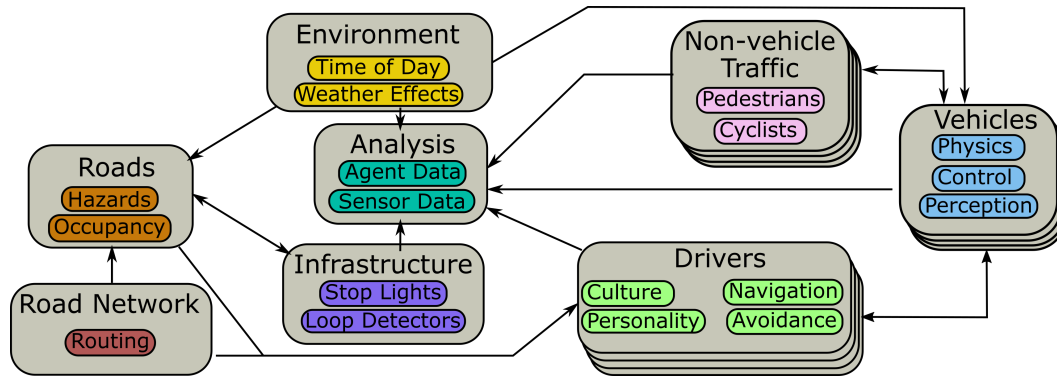 Environment
Time of Day
Weather Effects
Non-vehicle
Traffic
Pedestrians
Cyclists
Vehicles
Physics
Control
Perception
Analysis
Agent Data
Sensor Data
Roads
Hazards
Occupancy
Infrastructure
Stop Lights
Loop Detectors
Drivers
Culture
Navigation
Personality
Avoidance
Road Network
Routing